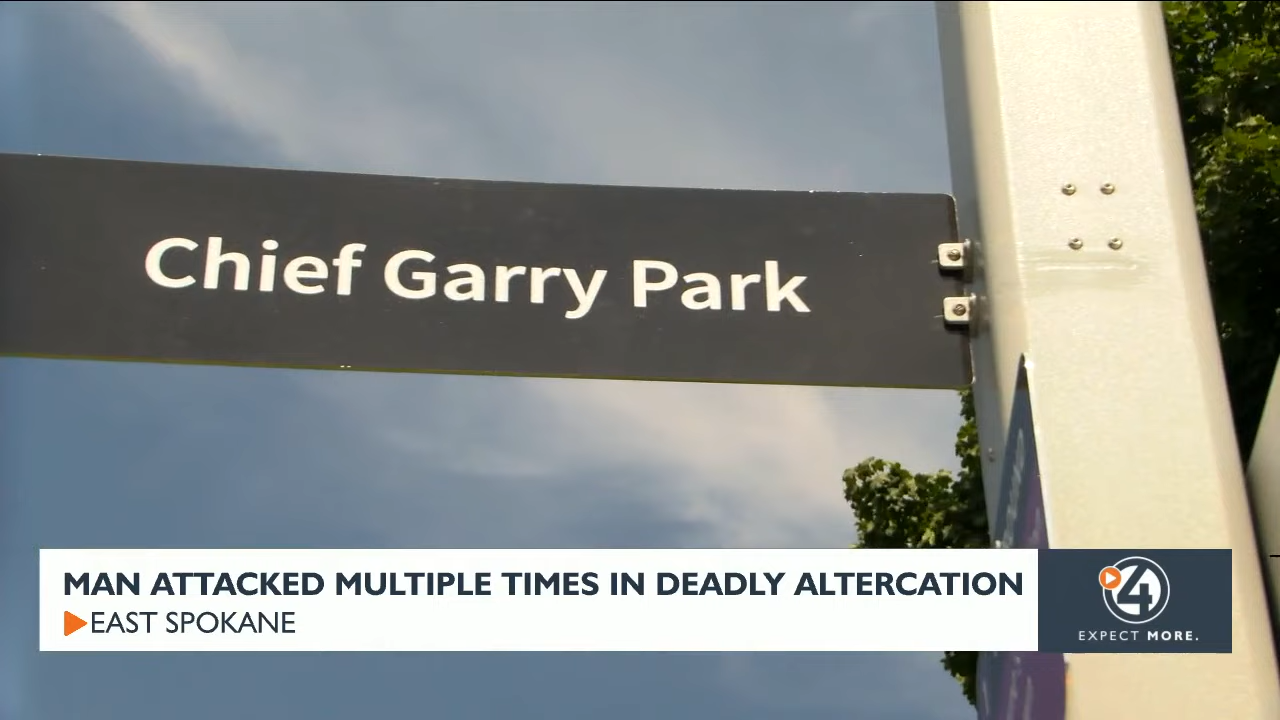 Chief Garry Park
MAN ATTACKED MULTIPLE TIMES IN DEADLY ALTERCATION
EAST SPOKANE
4
EXPECT MORE.